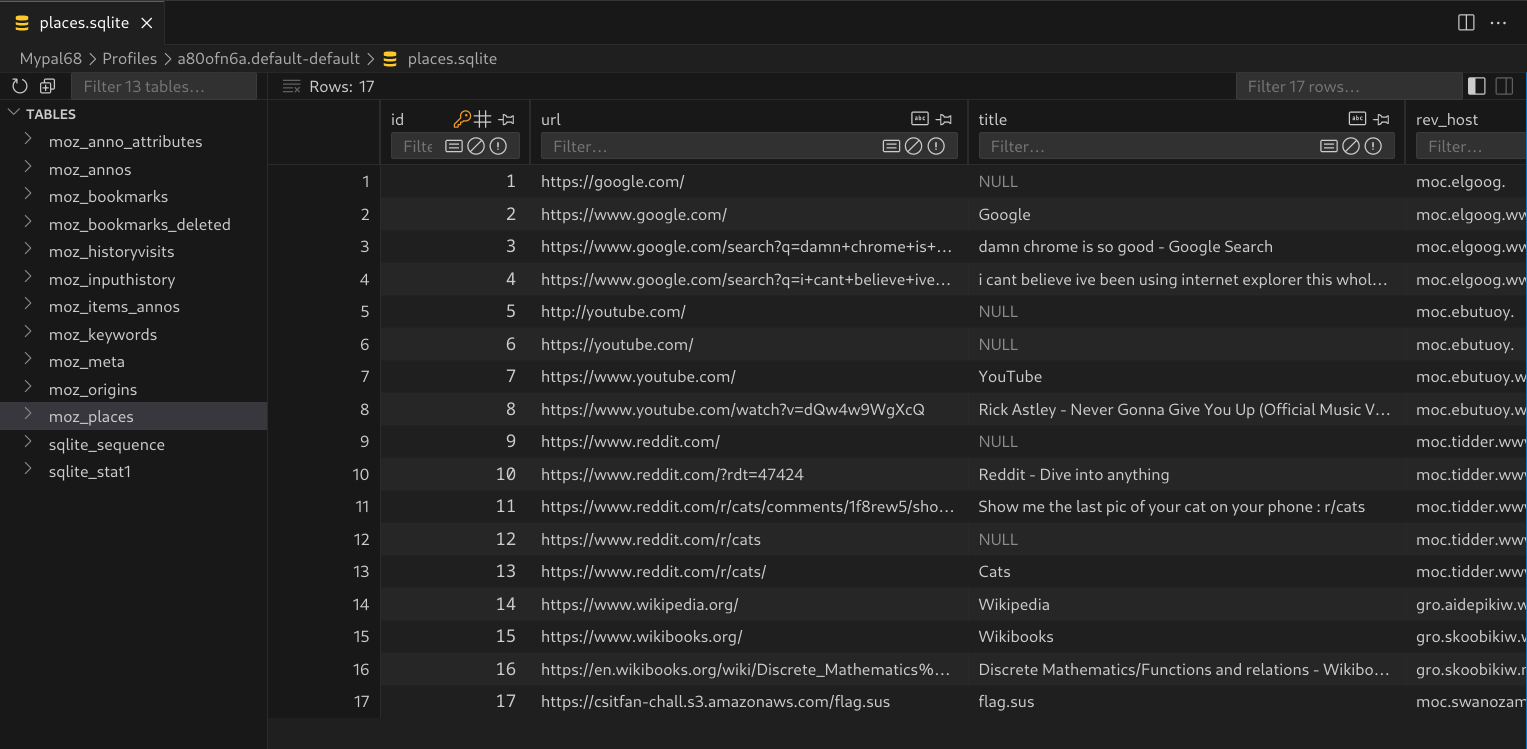 places.sqlite
Mypal68 > Profiles > a80ofn6a.default-default > places.sqlite
Filter 13 tables... Rows: 17 Filter 17 rows...
TABLES
moz_anno_attributes
moz_annos
moz_bookmarks
moz_bookmarks_deleted
moz_historyvisits
moz_inputhistory
moz_items_annos
moz_keywords
moz_meta
moz_origins
moz_places
sqlite_sequence
sqlite_stat1
id url title rev_host
Filte Filter... Filter... Filter...
1 1 https://google.com/ NULL moc.elgoog.
2 2 https://www.google.com/ Google moc.elgoog.ww
3 3 https://www.google.com/search?q=damn+chrome+is+... damn chrome is so good - Google Search moc.elgoog.ww
4 4 https://www.google.com/search?q=i+cant+believe+ive... i cant believe ive been using internet explorer this whol... moc.elgoog.ww
5 5 http://youtube.com/ NULL moc.ebutuoy.
6 6 https://youtube.com/ NULL moc.ebutuoy.
7 7 https://www.youtube.com/ YouTube moc.ebutuoy.w
8 8 https://www.youtube.com/watch?v=dQw4w9WgXcQ Rick Astley - Never Gonna Give You Up (Official Music V... moc.ebutuoy.w
9 9 https://www.reddit.com/ NULL moc.tidder.ww
10 10 https://www.reddit.com/?rdt=47424 Reddit - Dive into anything moc.tidder.ww
11 11 https://www.reddit.com/r/cats/comments/1f8rew5/sho... Show me the last pic of your cat on your phone : r/cats moc.tidder.ww
12 12 https://www.reddit.com/r/cats NULL moc.tidder.ww
13 13 https://www.reddit.com/r/cats/ Cats moc.tidder.ww
14 14 https://www.wikipedia.org/ Wikipedia gro.aidepikiw.w
15 15 https://www.wikibooks.org/ Wikibooks gro.skoobikiw.w
16 16 https://en.wikibooks.org/wiki/Discrete_Mathematics%... Discrete Mathematics/Functions and relations - Wikibo... gro.skoobikiw.n
17 17 https://csitfan-chall.s3.amazonaws.com/flag.sus flag.sus moc.swanozam